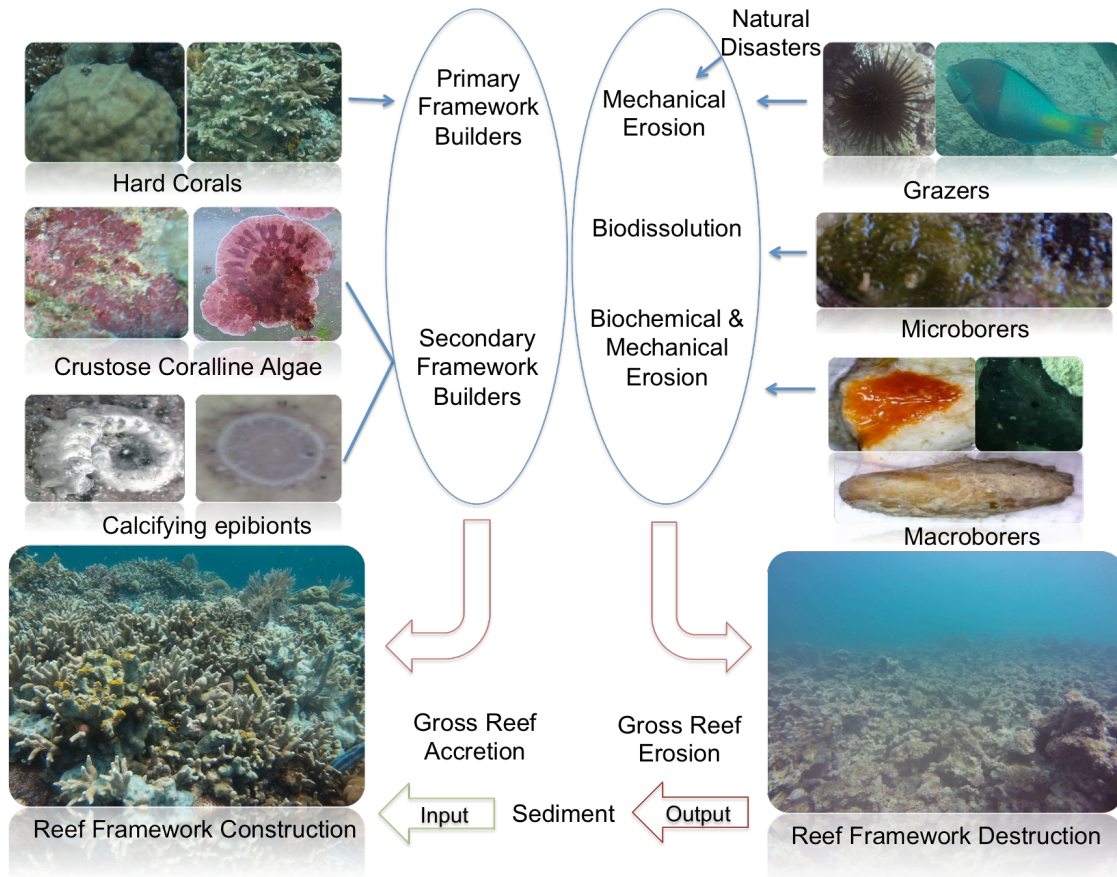 Natural
Disasters
Primary
Framework
Builders
Mechanical
Erosion
Hard Corals
Grazers
Biodissolution
Secondary
Framework
Builders
Biochemical &
Mechanical
Erosion
Microborers
Crustose Coralline Algae
Calcifying epibionts
Macroborers
Gross Reef
Accretion
Gross Reef
Erosion
Input
Sediment
Output
Reef Framework Construction
Reef Framework Destruction